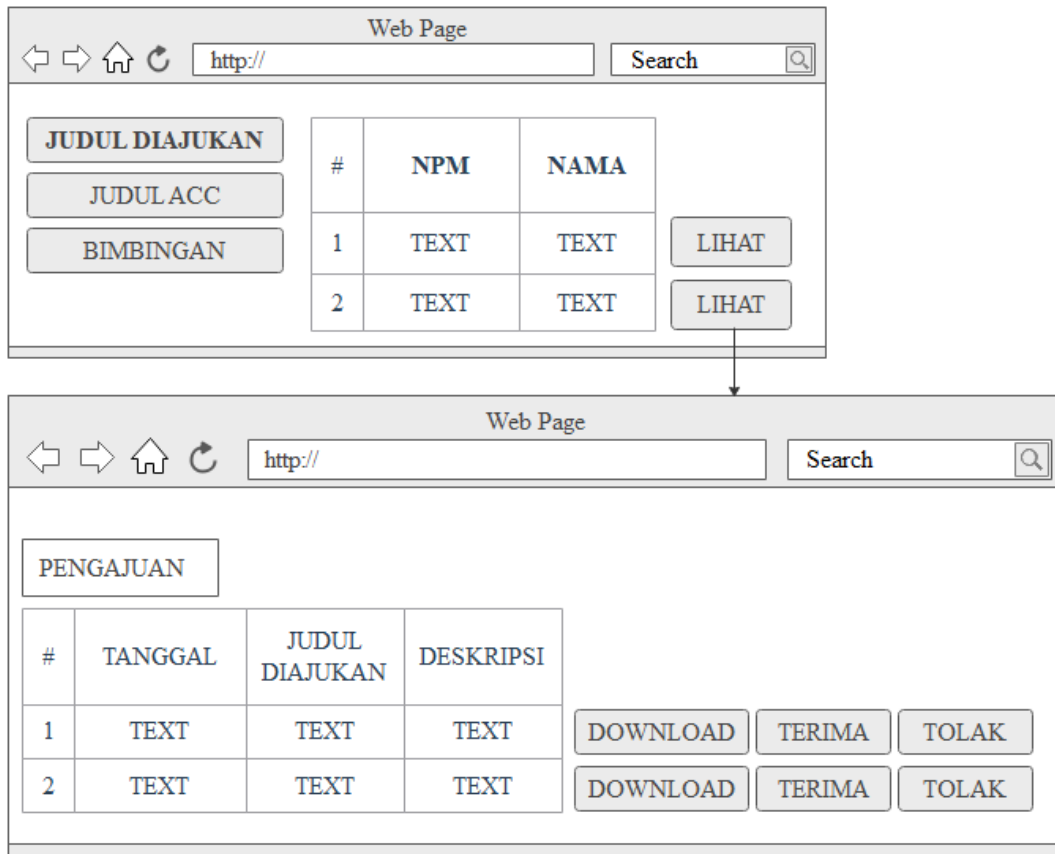 Web Page
http://
Search
JUDUL DIAJUKAN
JUDUL ACC
BIMBINGAN
# NPM NAMA
1 TEXT TEXT LIHAT
2 TEXT TEXT LIHAT
Web Page
http://
Search
PENGAJUAN
# TANGGAL JUDUL DIAJUKAN DESKRIPSI
1 TEXT TEXT TEXT DOWNLOAD TERIMA TOLAK
2 TEXT TEXT TEXT DOWNLOAD TERIMA TOLAK